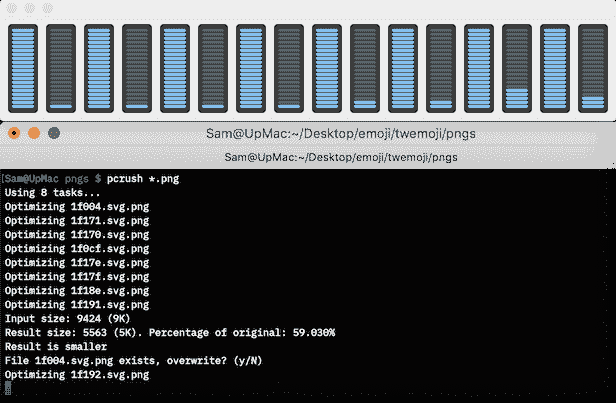 Sam@UpMac:~/Desktop/emoji/twemoji/pngs
Sam@UpMac:~/Desktop/emoji/twemoji/pngs
[Sam@UpMac pngs $ pcrush *.png
Using 8 tasks...
Optimizing 1f004.svg.png
Optimizing 1f171.svg.png
Optimizing 1f170.svg.png
Optimizing 1f0cf.svg.png
Optimizing 1f17e.svg.png
Optimizing 1f17f.svg.png
Optimizing 1f18e.svg.png
Optimizing 1f191.svg.png
Input size: 9424 (9K)
Result size: 5563 (5K). Percentage of original: 59.030%
Result is smaller
File 1f004.svg.png exists, overwrite? (y/N)
Optimizing 1f192.svg.png